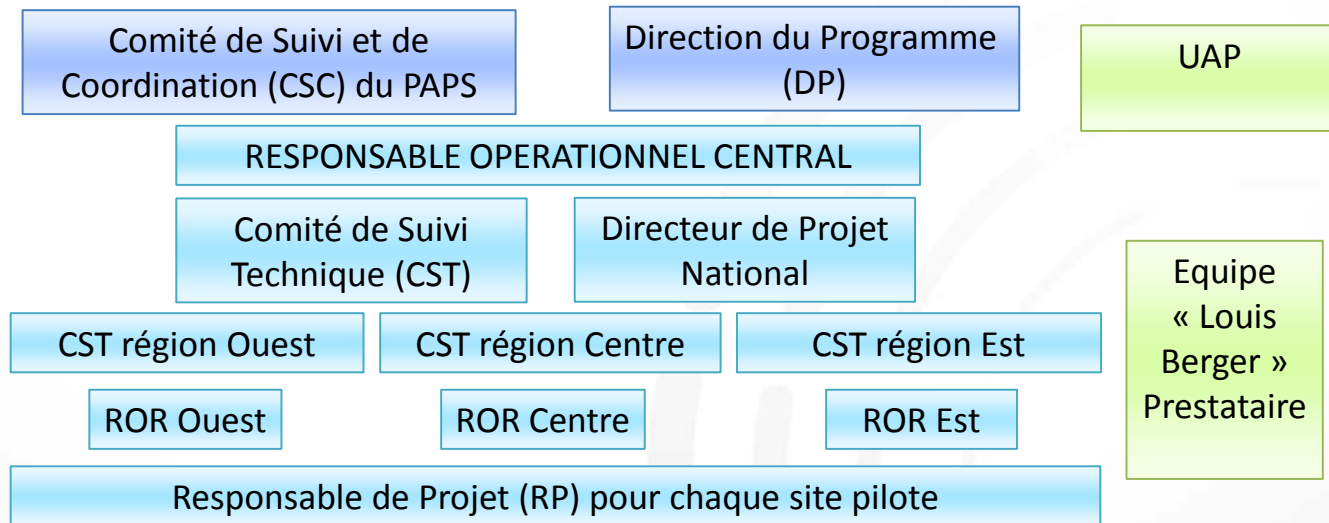 Comité de Suivi et de
Coordination (CSC) du PAPS
Direction du Programme
(DP)
UAP
RESPONSABLE OPERATIONNEL CENTRAL
Comité de Suivi
Technique (CST)
Directeur de Projet
National
Equipe
« Louis
Berger »
Prestataire
CST région Ouest
CST région Centre
CST région Est
ROR Ouest
ROR Centre
ROR Est
Responsable de Projet (RP) pour chaque site pilote